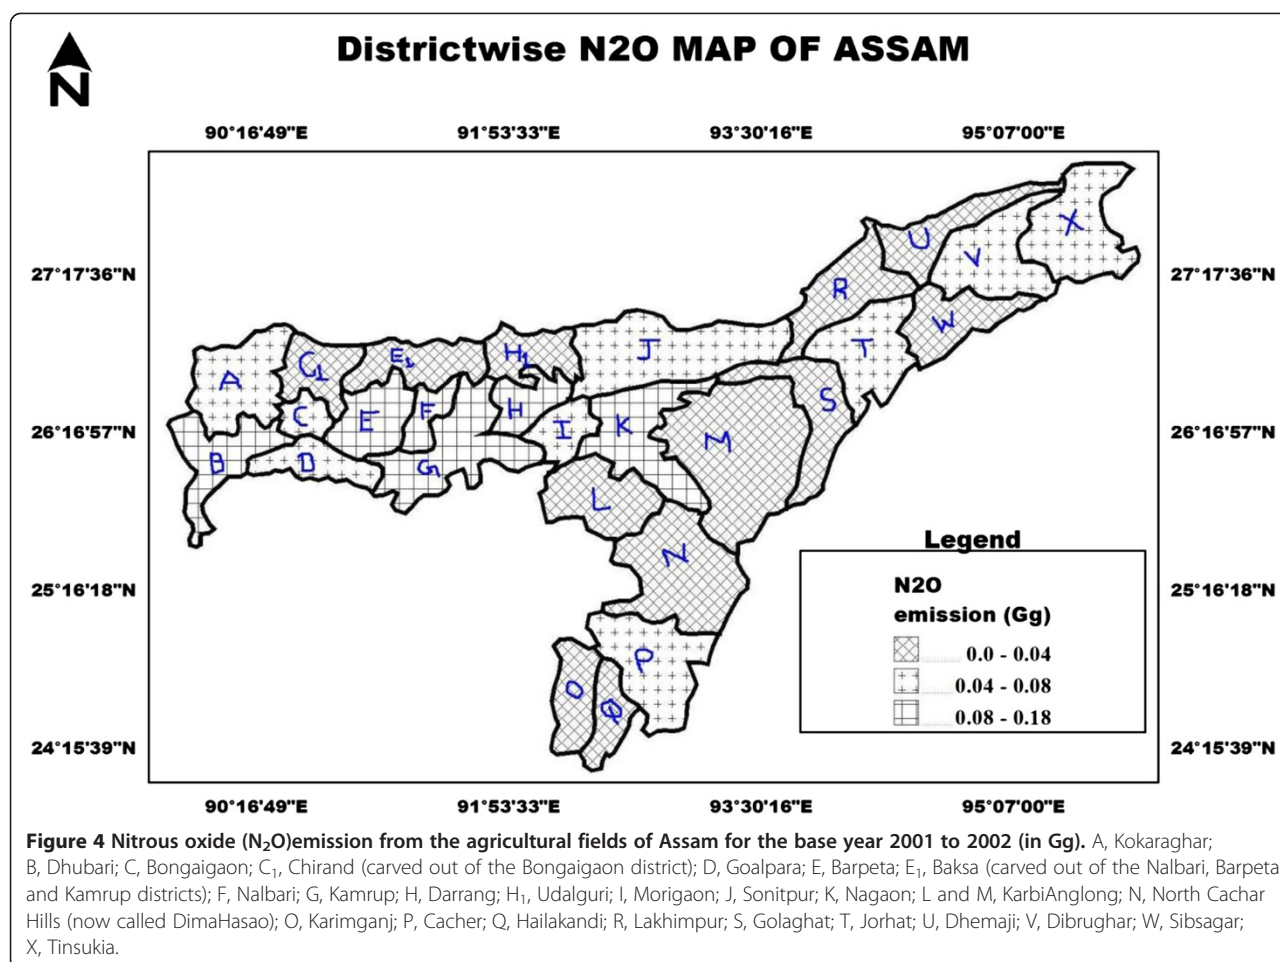 Districtwise N2O MAP OF ASSAM
N
90°16'49"E 91°53'33"E 93°30'16"E 95°07'00"E
X
U
V
27°17'36"N 27°17'36"N
R
W
H1 J T
C1 E1
A
S
C E F H
I K
26°16'57"N 26°16'57"N
M
B D G
L
Legend
N
25°16'18"N 25°16'18"N
N2O
emission (Gg)
0.0 - 0.04
P
0.04 - 0.08
O
Q
0.08 - 0.18
24°15'39"N 24°15'39"N
90°16'49"E 91°53'33"E 93°30'16"E 95°07'00"E
Figure 4 Nitrous oxide (N₂O)emission from the agricultural fields of Assam for the base year 2001 to 2002 (in Gg). A, Kokaraghar;
B, Dhubari; C, Bongaigaon; C₁, Chirand (carved out of the Bongaigaon district); D, Goalpara; E, Barpeta; E₁, Baksa (carved out of the Nalbari, Barpeta
and Kamrup districts); F, Nalbari; G, Kamrup; H, Darrang; H₁, Udalguri; I, Morigaon; J, Sonitpur; K, Nagaon; L and M, KarbiAnglong; N, North Cachar
Hills (now called DimaHasao); O, Karimganj; P, Cacher; Q, Hailakandi; R, Lakhimpur; S, Golaghat; T, Jorhat; U, Dhemaji; V, Dibrughar; W, Sibsagar;
X, Tinsukia.